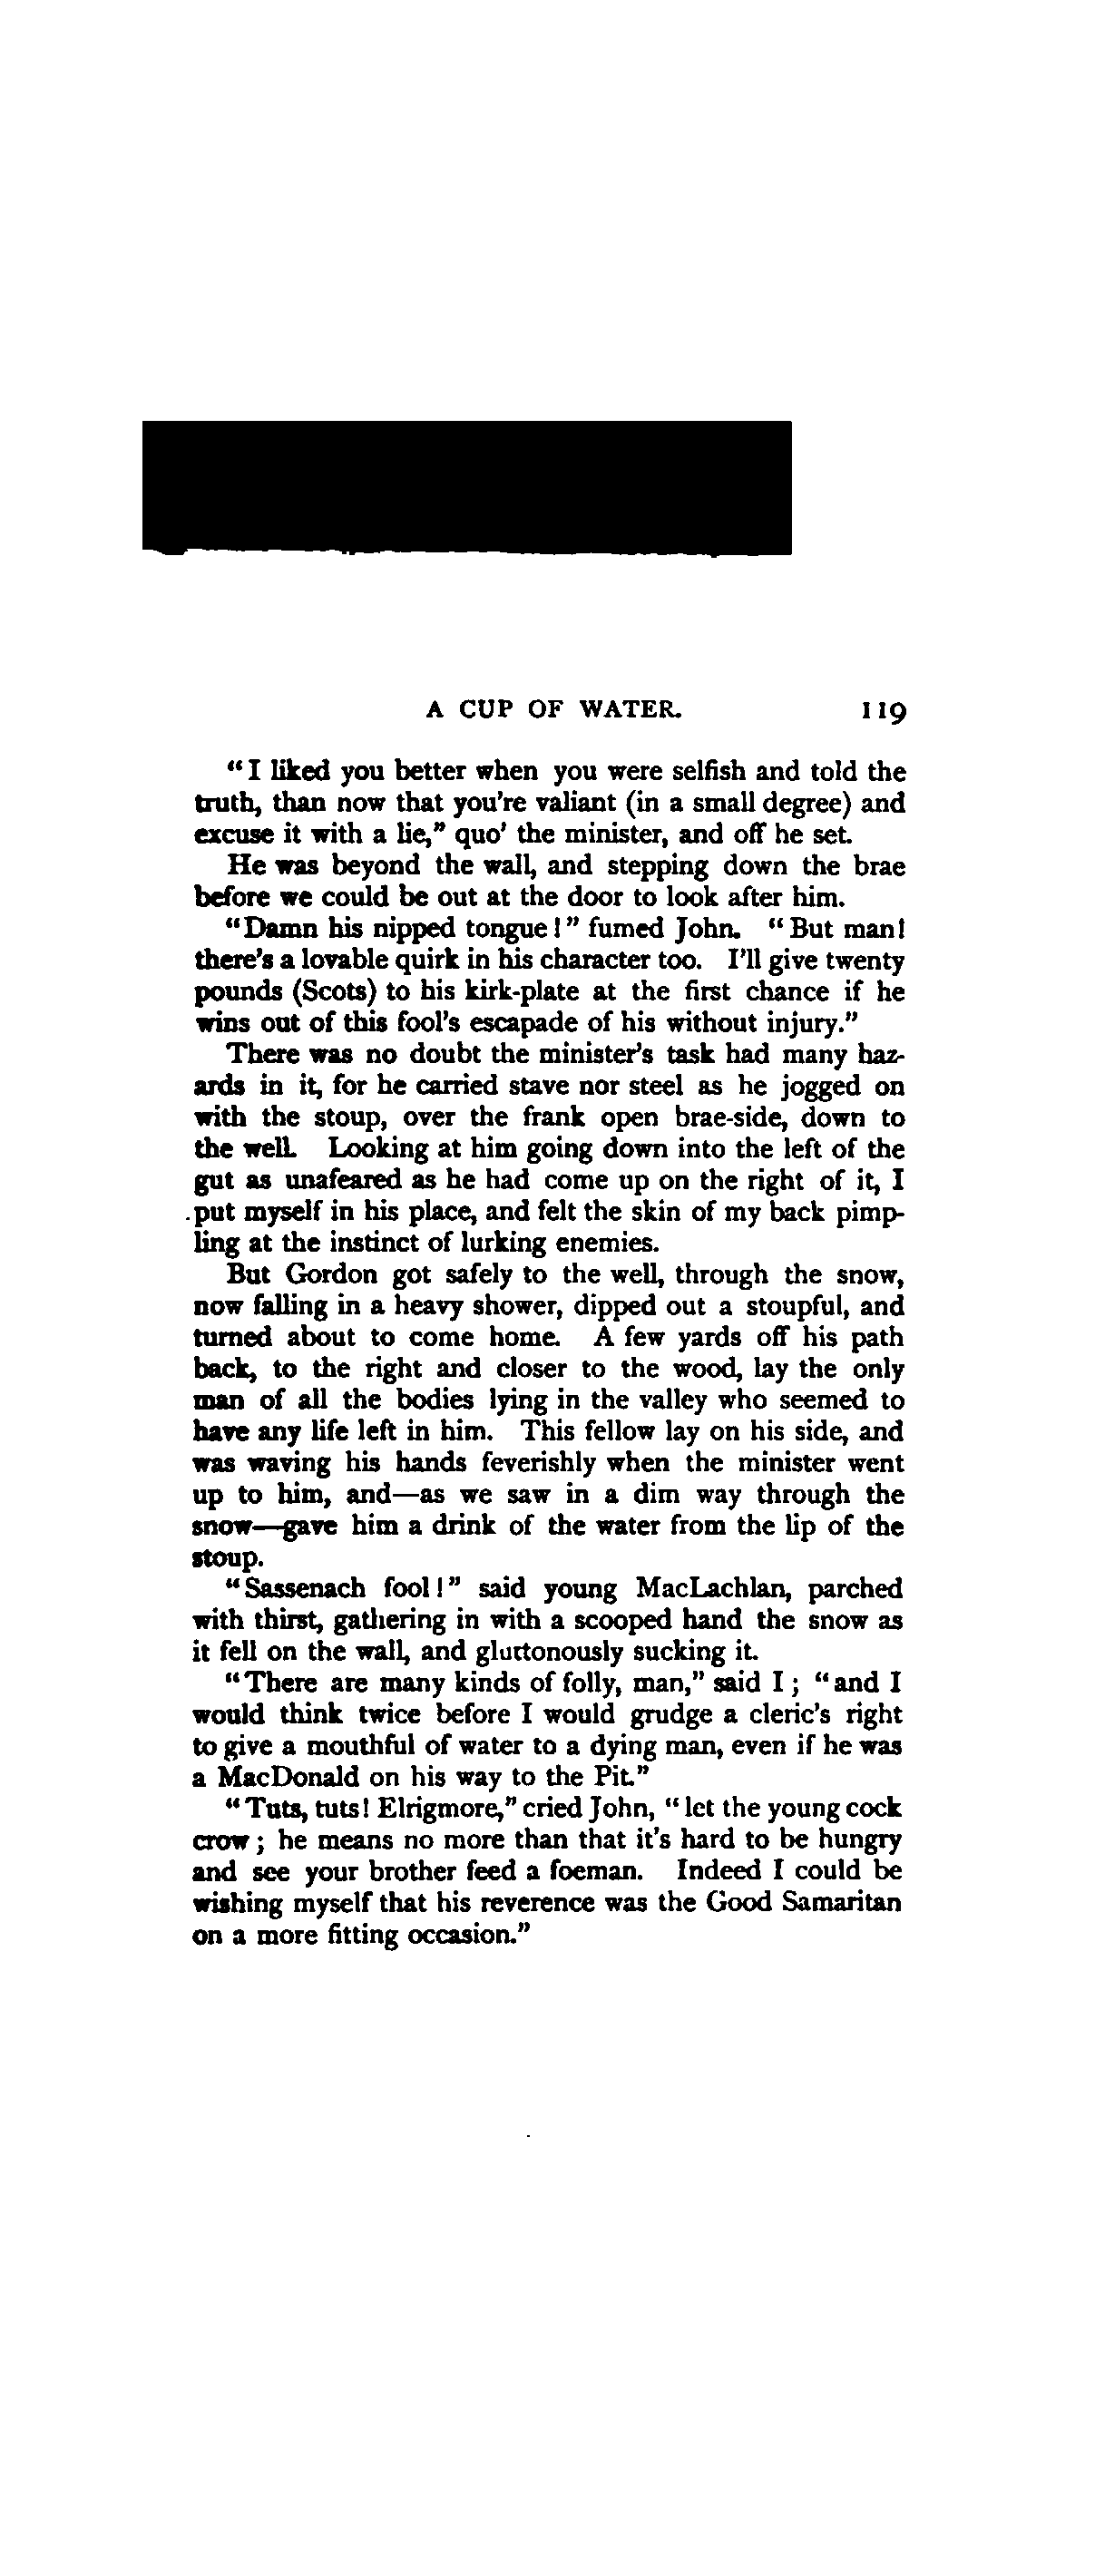 A CUP OF WATER. 119
"I liked you better when you were selfish and told the
truth, than now that you're valiant (in a small degree) and
excuse it with a lie," quo' the minister, and off he set.
He was beyond the wall, and stepping down the brae
before we could be out at the door to look after him.
"Damn his nipped tongue!" fumed John. "But man!
there's a lovable quirk in his character too. I'll give twenty
pounds (Scots) to his kirk-plate at the first chance if he
wins out of this fool's escapade of his without injury."
There was no doubt the minister's task had many haz-
ards in it, for he carried stave nor steel as he jogged on
with the stoup, over the frank open brae-side, down to
the well. Looking at him going down into the left of the
gut as unafeared as he had come up on the right of it, I
put myself in his place, and felt the skin of my back pimp-
ling at the instinct of lurking enemies.
But Gordon got safely to the well, through the snow,
now falling in a heavy shower, dipped out a stoupful, and
turned about to come home. A few yards off his path
back, to the right and closer to the wood, lay the only
man of all the bodies lying in the valley who seemed to
have any life left in him. This fellow lay on his side, and
was waving his hands feverishly when the minister went
up to him, and—as we saw in a dim way through the
snow—gave him a drink of the water from the lip of the
stoup.
"Sassenach fool!" said young MacLachlan, parched
with thirst, gathering in with a scooped hand the snow as
it fell on the wall, and gluttonously sucking it.
"There are many kinds of folly, man," said I; "and I
would think twice before I would grudge a cleric's right
to give a mouthful of water to a dying man, even if he was
a MacDonald on his way to the Pit."
"Tuts, tuts! Elrigmore," cried John, "let the young cock
crow; he means no more than that it's hard to be hungry
and see your brother feed a foeman. Indeed I could be
wishing myself that his reverence was the Good Samaritan
on a more fitting occasion."